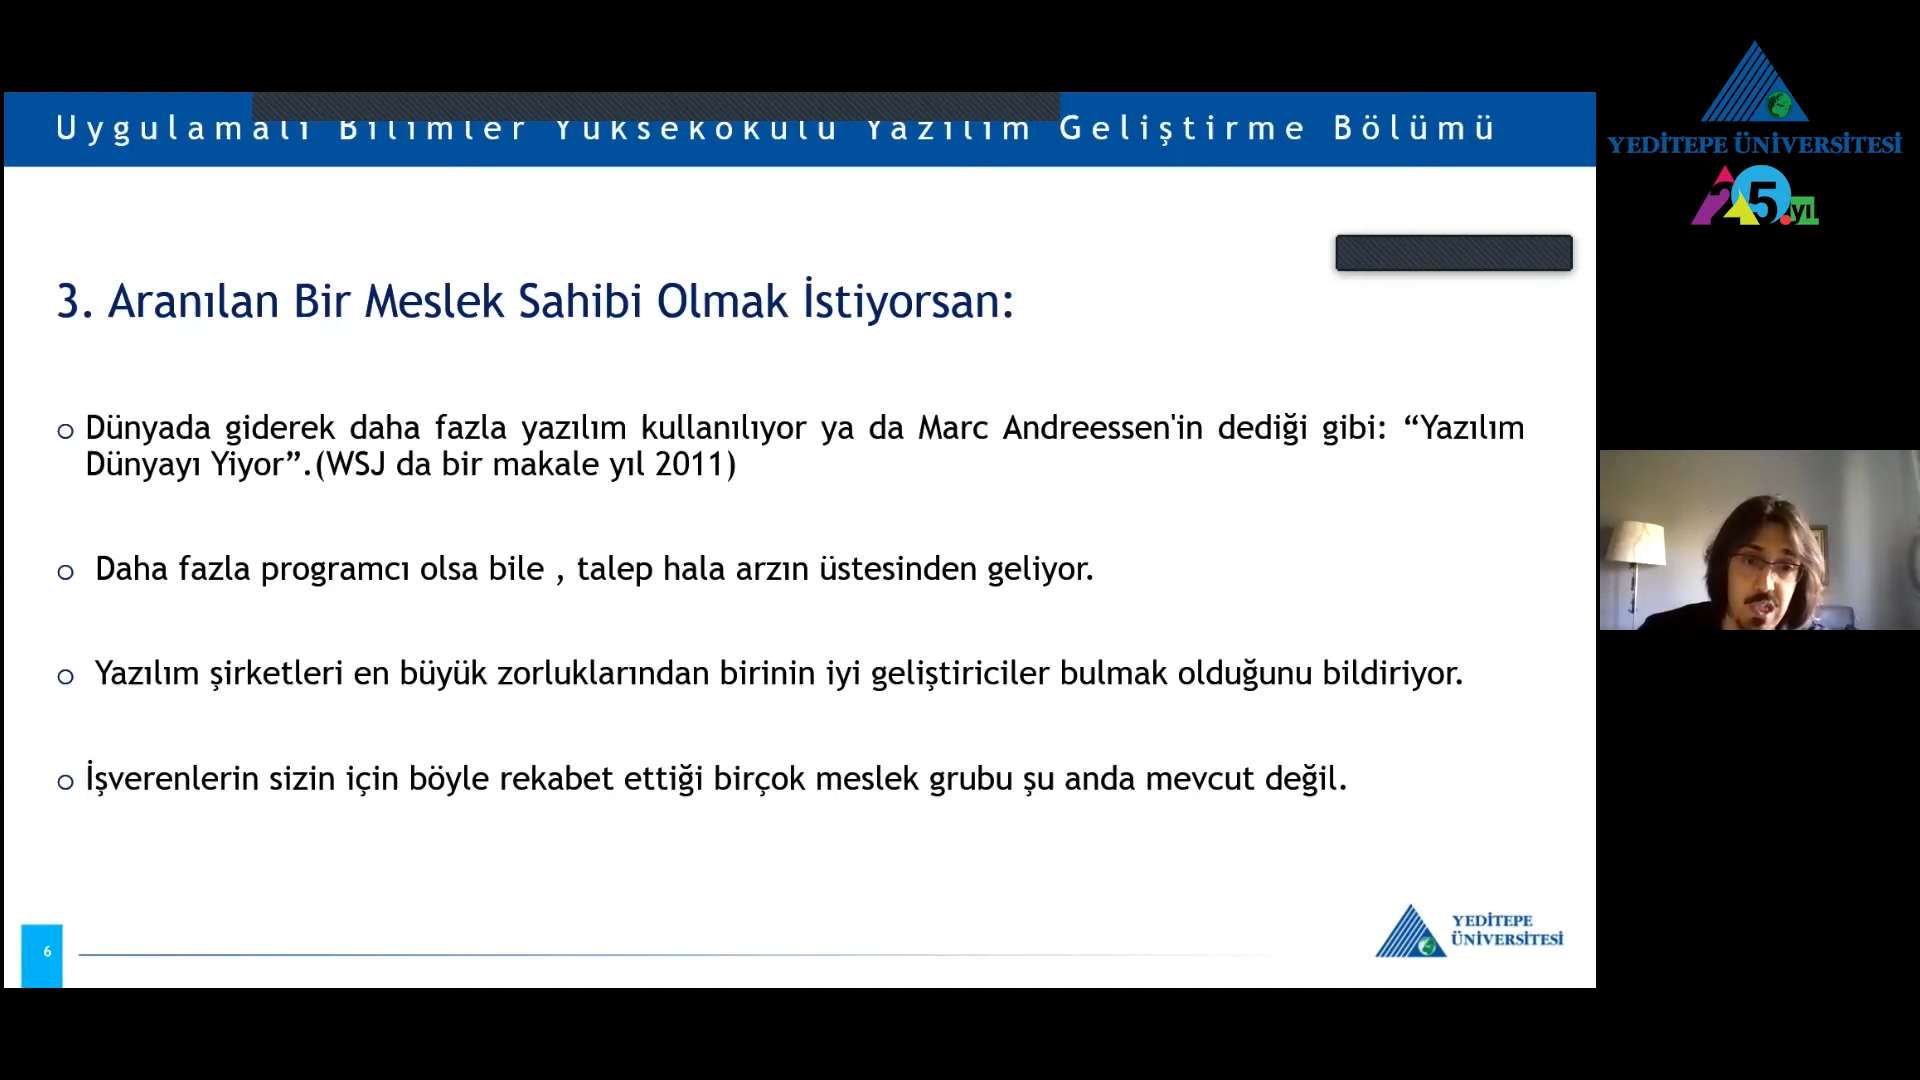 Uygulamalı Bilimler Yüksekokulu Yazılım Geliştirme Bölümü
YEDİTEPE ÜNİVERSİTESİ
25.yıl
3. Aranılan Bir Meslek Sahibi Olmak İstiyorsan:
o Dünyada giderek daha fazla yazılım kullanılıyor ya da Marc Andreessen'in dediği gibi: “Yazılım
Dünyayı Yiyor”.(WSJ da bir makale yıl 2011)
o Daha fazla programcı olsa bile , talep hala arzın üstesinden geliyor.
o Yazılım şirketleri en büyük zorluklarından birinin iyi geliştiriciler bulmak olduğunu bildiriyor.
o İşverenlerin sizin için böyle rekabet ettiği birçok meslek grubu şu anda mevcut değil.
6
YEDİTEPE
ÜNİVERSİTESİ